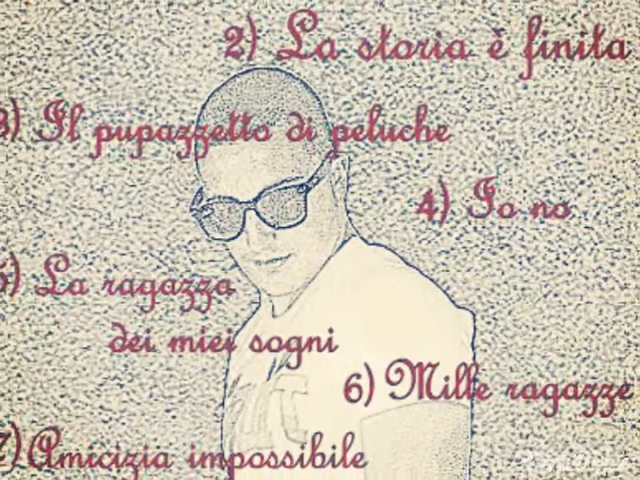 2) La storia è finita
3) Il pupazzetto di peluche
4) Io no
5) La ragazza
dei miei sogni
6) Mille ragazze
7) Amicizia impossibile